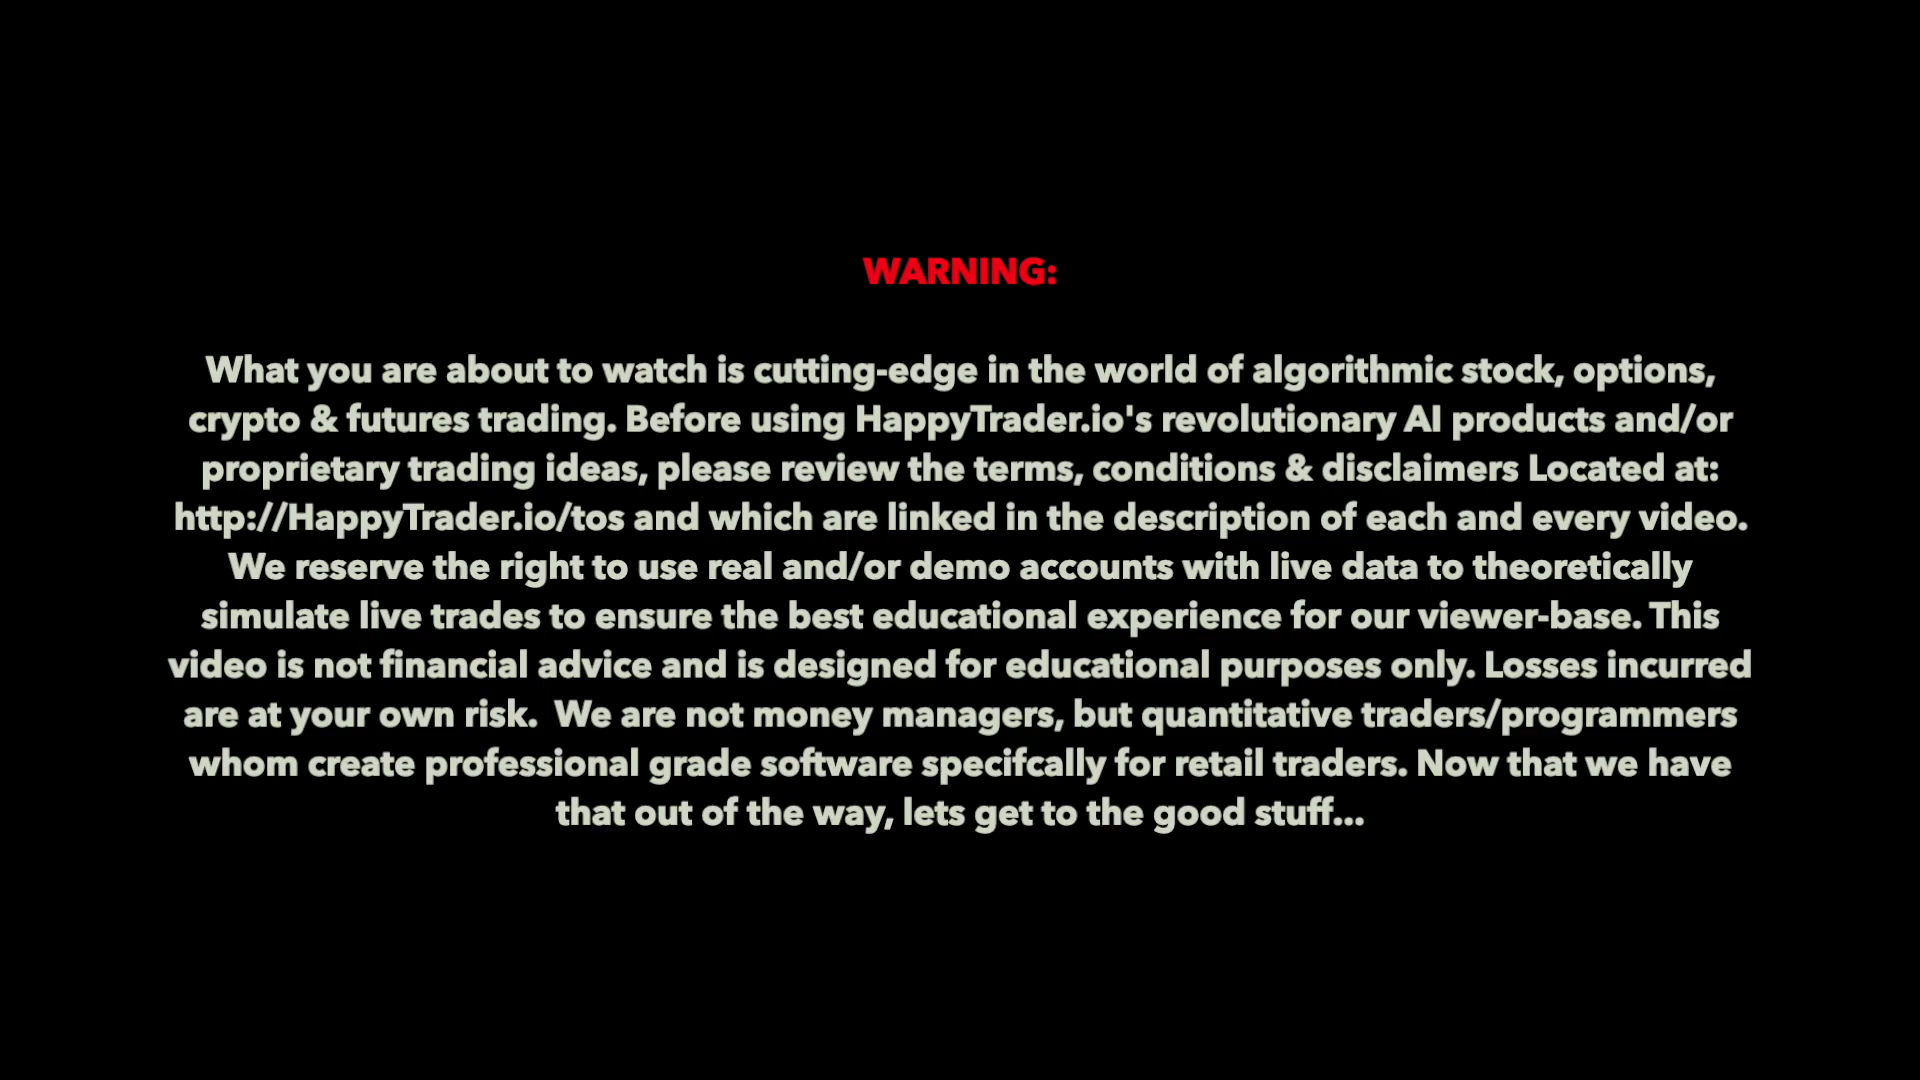 WARNING:
What you are about to watch is cutting-edge in the world of algorithmic stock, options,
crypto & futures trading. Before using HappyTrader.io's revolutionary AI products and/or
proprietary trading ideas, please review the terms, conditions & disclaimers Located at:
http://HappyTrader.io/tos and which are linked in the description of each and every video.
We reserve the right to use real and/or demo accounts with live data to theoretically
simulate live trades to ensure the best educational experience for our viewer-base. This
video is not financial advice and is designed for educational purposes only. Losses incurred
are at your own risk.  We are not money managers, but quantitative traders/programmers
whom create professional grade software specifcally for retail traders. Now that we have
that out of the way, lets get to the good stuff...